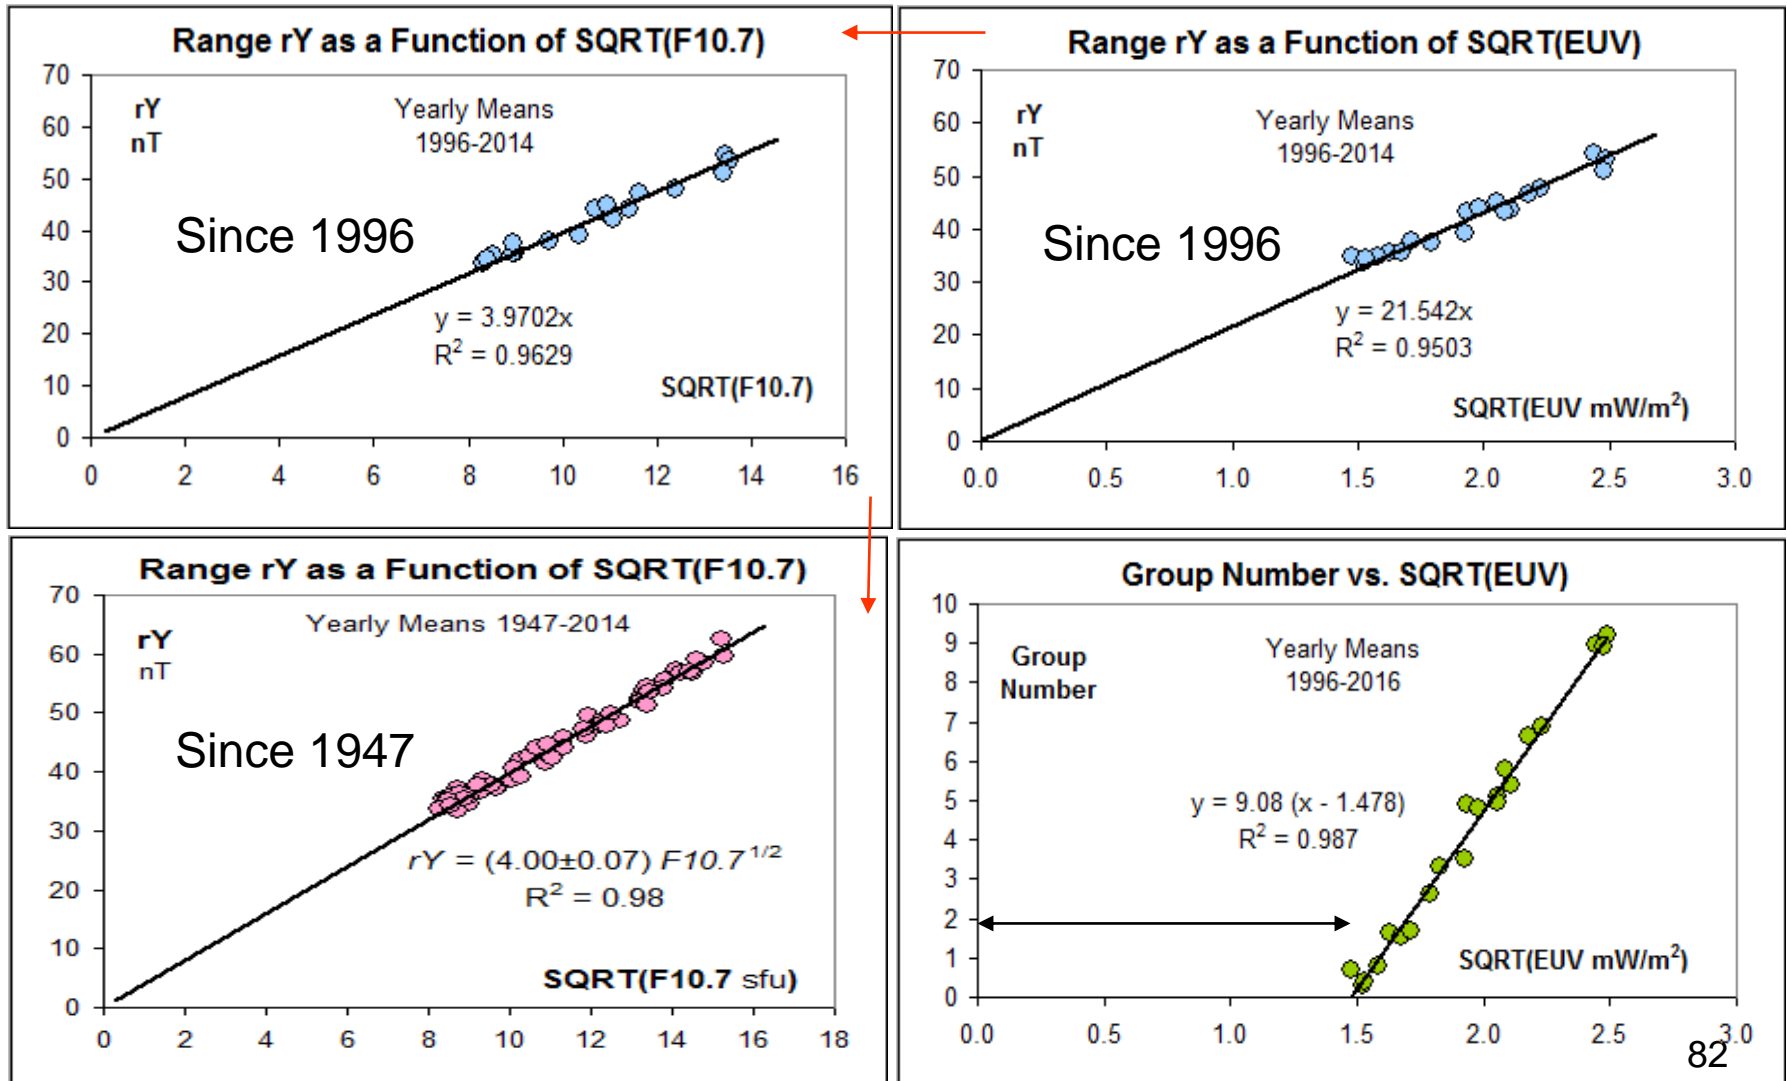 Range rY as a Function of SQRT(F10.7)
70
60
50
40
30
20
10
0
rY
nT
Yearly Means
1996-2014
Since 1996
y = 3.9702x
R² = 0.9629
SQRT(F10.7)
0 2 4 6 8 10 12 14 16
Range rY as a Function of SQRT(EUV)
70
60
50
40
30
20
10
0
rY
nT
Yearly Means
1996-2014
Since 1996
y = 21.542x
R² = 0.9503
SQRT(EUV mW/m²)
0.0 0.5 1.0 1.5 2.0 2.5 3.0
Range rY as a Function of SQRT(F10.7)
70
60
50
40
30
20
10
0
Yearly Means 1947-2014
rY
nT
Since 1947
rY = (4.00±0.07) F10.7^1/2
R² = 0.98
SQRT(F10.7 sfu)
0 2 4 6 8 10 12 14 16 18
Group Number vs. SQRT(EUV)
10
9
8
7
6
5
4
3
2
1
0
Group
Number
Yearly Means
1996-2016
y = 9.08 (x - 1.478)
R² = 0.987
SQRT(EUV mW/m²)
0.0 0.5 1.0 1.5 2.0 2.5 3.0
82